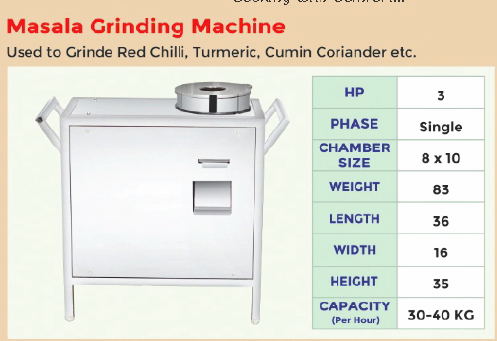 Masala Grinding Machine
Used to Grinde Red Chilli, Turmeric, Cumin Coriander etc.
HP 3
PHASE Single
CHAMBER SIZE 8 x 10
WEIGHT 83
LENGTH 36
WIDTH 16
HEIGHT 35
CAPACITY (Per Hour) 30-40 KG